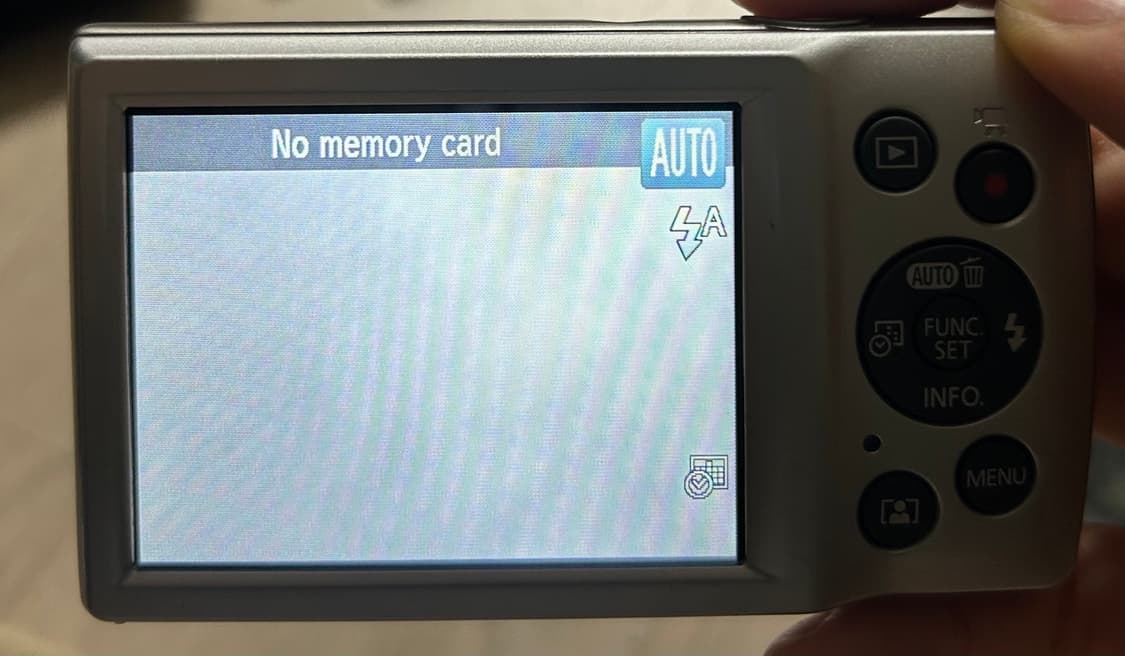 No memory card
AUTO
A
AUTO
FUNC.
SET
INFO.
MENU